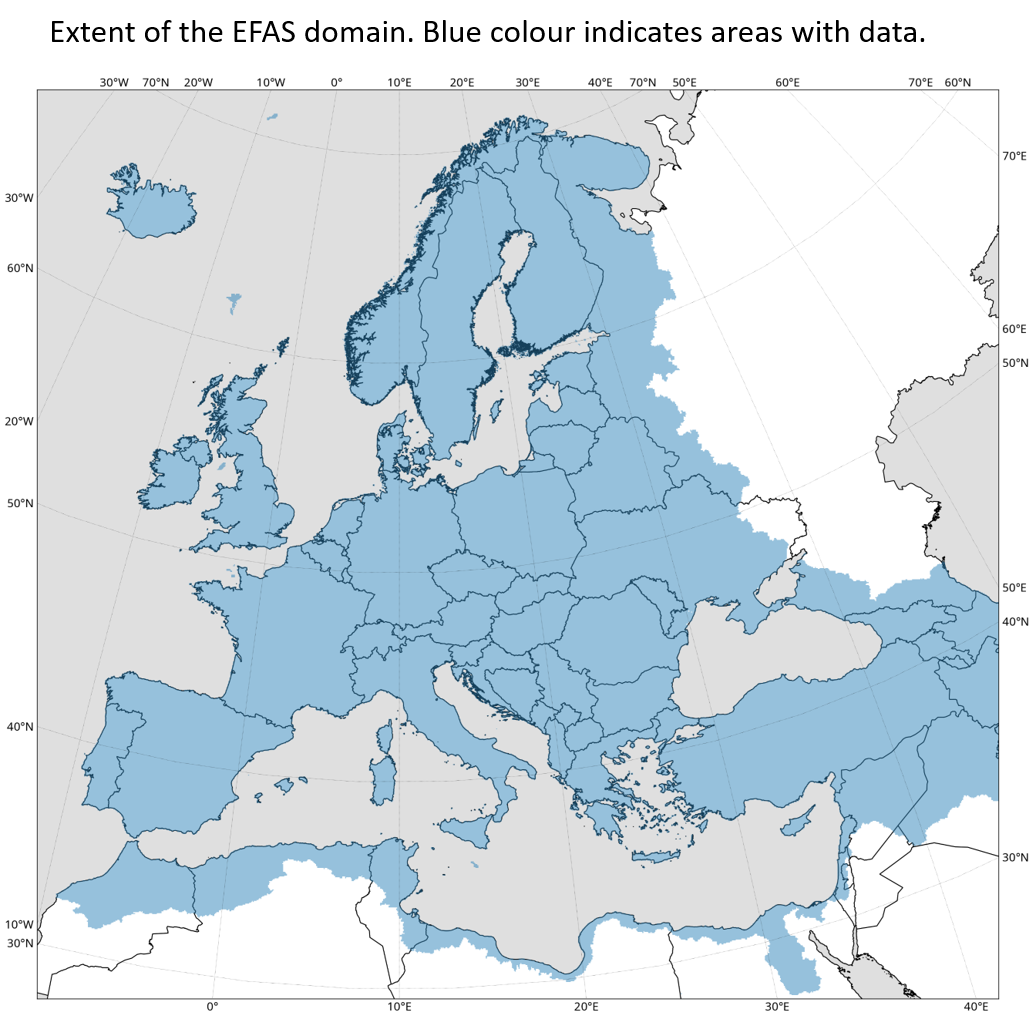 Extent of the EFAS domain. Blue colour indicates areas with data.
30°W 70°N 20°W 10°W 0° 10°E 20°E 30°E 40°E 70°N 50°E 60°E 70°E 60°N
70°E
30°W
60°N
60°E
50°N
20°W
50°N
50°E
40°N
40°N
30°N
10°W
30°N
0° 10°E 20°E 30°E 40°E